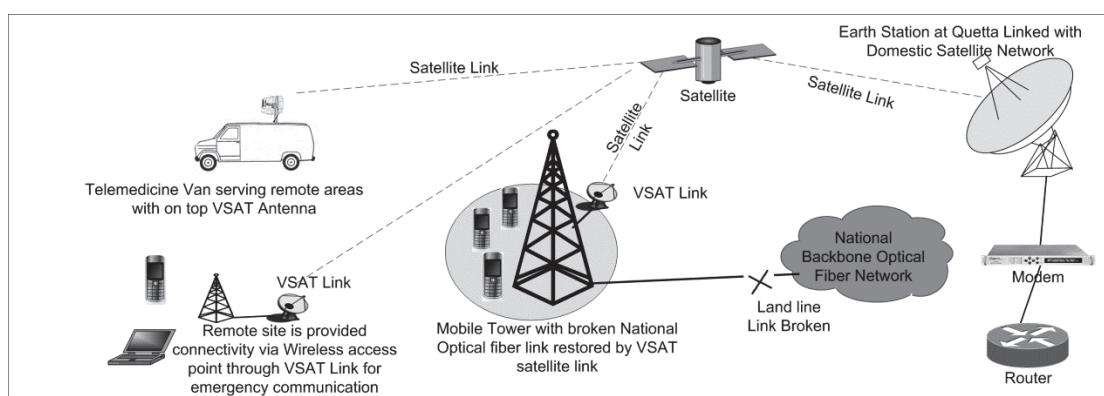 Earth Station at Quetta Linked with
Domestic Satellite Network
Satellite Link
Satellite
Satellite Link
Satellite
Link
Telemedicine Van serving remote areas
with on top VSAT Antenna
VSAT Link
National
Backbone Optical
Fiber Network
Modem
VSAT Link
Land line
Link Broken
Remote site is provided
connectivity via Wireless access
point through VSAT Link for
emergency communication
Mobile Tower with broken National
Optical fiber link restored by VSAT
satellite link
Router